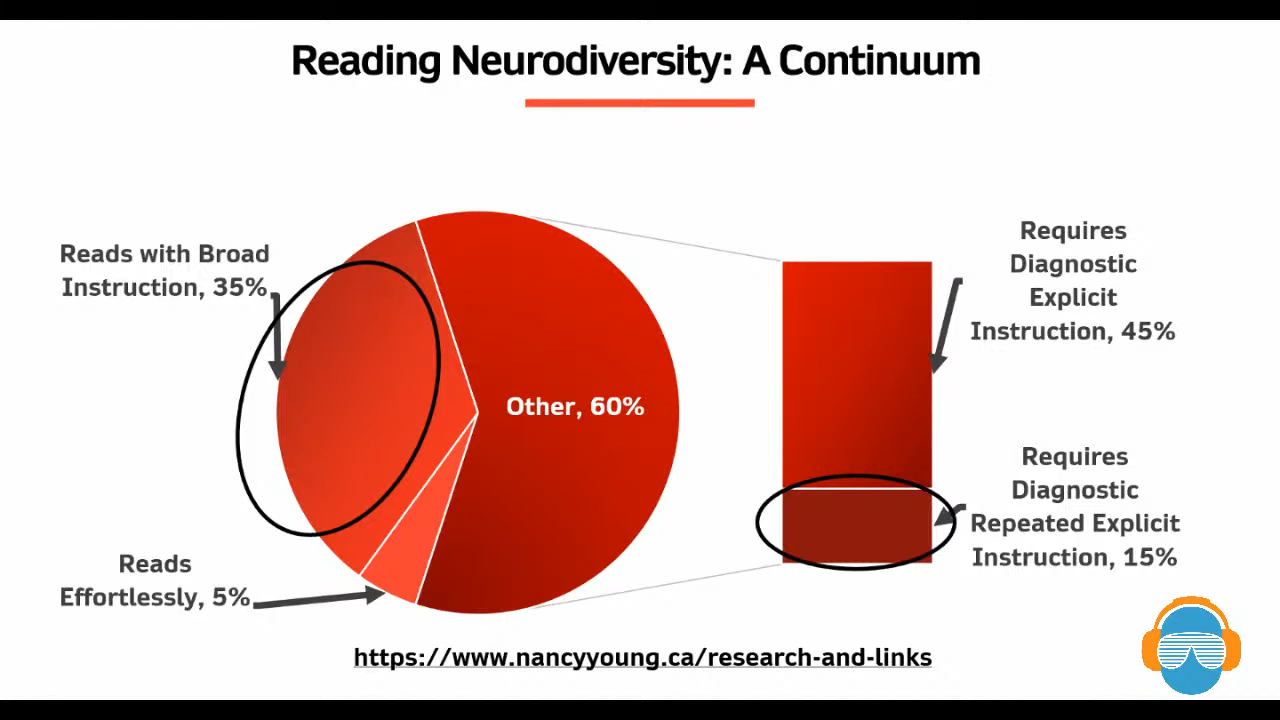 Reading Neurodiversity: A Continuum
Reads with Broad
Instruction, 35%
Reads
Effortlessly, 5%
Other, 60%
Requires
Diagnostic
Explicit
Instruction, 45%
Requires
Diagnostic
Repeated Explicit
Instruction, 15%
https://www.nancyyoung.ca/research-and-links